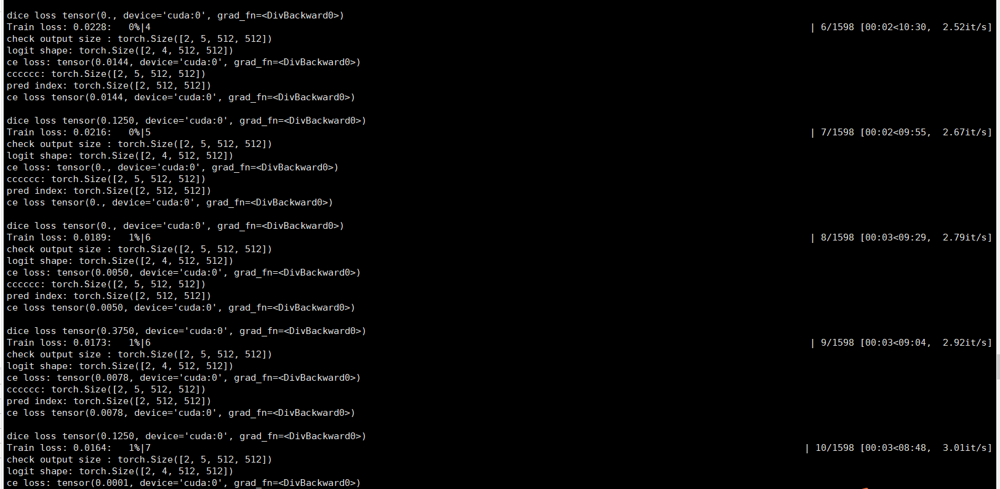 dice loss tensor(0., device='cuda:0', grad_fn=<DivBackward0>)
Train loss: 0.0228:   0%|4 | 6/1598 [00:02<10:30,  2.52it/s]
check output size : torch.Size([2, 5, 512, 512])
logit shape: torch.Size([2, 4, 512, 512])
ce loss: tensor(0.0144, device='cuda:0', grad_fn=<DivBackward0>)
cccccc: torch.Size([2, 5, 512, 512])
pred index: torch.Size([2, 512, 512])
ce loss tensor(0.0144, device='cuda:0', grad_fn=<DivBackward0>)
dice loss tensor(0.1250, device='cuda:0', grad_fn=<DivBackward0>)
Train loss: 0.0216:   0%|5 | 7/1598 [00:02<09:55,  2.67it/s]
check output size : torch.Size([2, 5, 512, 512])
logit shape: torch.Size([2, 4, 512, 512])
ce loss: tensor(0., device='cuda:0', grad_fn=<DivBackward0>)
cccccc: torch.Size([2, 5, 512, 512])
pred index: torch.Size([2, 512, 512])
ce loss tensor(0., device='cuda:0', grad_fn=<DivBackward0>)
dice loss tensor(0., device='cuda:0', grad_fn=<DivBackward0>)
Train loss: 0.0189:   1%|6 | 8/1598 [00:03<09:29,  2.79it/s]
check output size : torch.Size([2, 5, 512, 512])
logit shape: torch.Size([2, 4, 512, 512])
ce loss: tensor(0.0050, device='cuda:0', grad_fn=<DivBackward0>)
cccccc: torch.Size([2, 5, 512, 512])
pred index: torch.Size([2, 512, 512])
ce loss tensor(0.0050, device='cuda:0', grad_fn=<DivBackward0>)
dice loss tensor(0.3750, device='cuda:0', grad_fn=<DivBackward0>)
Train loss: 0.0173:   1%|6 | 9/1598 [00:03<09:04,  2.92it/s]
check output size : torch.Size([2, 5, 512, 512])
logit shape: torch.Size([2, 4, 512, 512])
ce loss: tensor(0.0078, device='cuda:0', grad_fn=<DivBackward0>)
cccccc: torch.Size([2, 5, 512, 512])
pred index: torch.Size([2, 512, 512])
ce loss tensor(0.0078, device='cuda:0', grad_fn=<DivBackward0>)
dice loss tensor(0.1250, device='cuda:0', grad_fn=<DivBackward0>)
Train loss: 0.0164:   1%|7 | 10/1598 [00:03<08:48,  3.01it/s]
check output size : torch.Size([2, 5, 512, 512])
logit shape: torch.Size([2, 4, 512, 512])
ce loss: tensor(0.0001, device='cuda:0', grad_fn=<DivBackward0>)